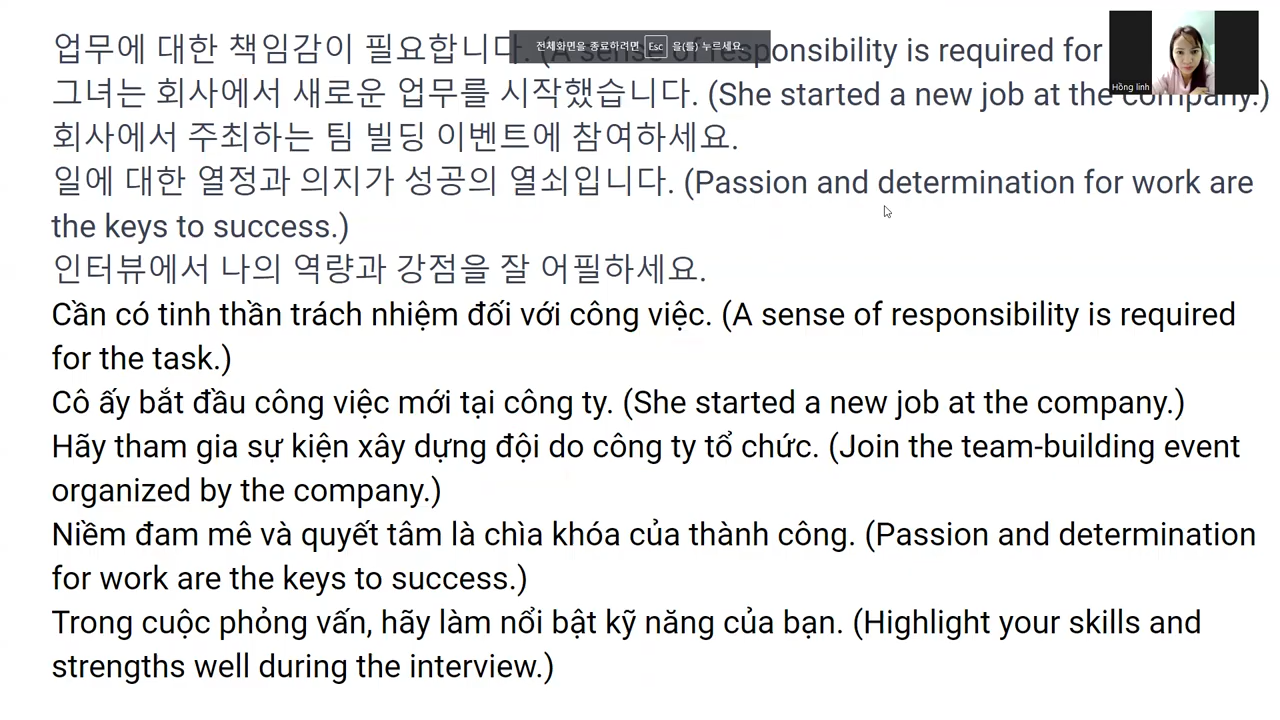 업무에 대한 책임감이 필요합니다. (A sense of responsibility is required for
전체화면을 종료하려면 Esc 을(를) 누르세요.
Hồng linh
그녀는 회사에서 새로운 업무를 시작했습니다. (She started a new job at the company.)
회사에서 주최하는 팀 빌딩 이벤트에 참여하세요.
일에 대한 열정과 의지가 성공의 열쇠입니다. (Passion and determination for work are
the keys to success.)
인터뷰에서 나의 역량과 강점을 잘 어필하세요.
Cần có tinh thần trách nhiệm đối với công việc. (A sense of responsibility is required
for the task.)
Cô ấy bắt đầu công việc mới tại công ty. (She started a new job at the company.)
Hãy tham gia sự kiện xây dựng đội do công ty tổ chức. (Join the team-building event
organized by the company.)
Niềm đam mê và quyết tâm là chìa khóa của thành công. (Passion and determination
for work are the keys to success.)
Trong cuộc phỏng vấn, hãy làm nổi bật kỹ năng của bạn. (Highlight your skills and
strengths well during the interview.)